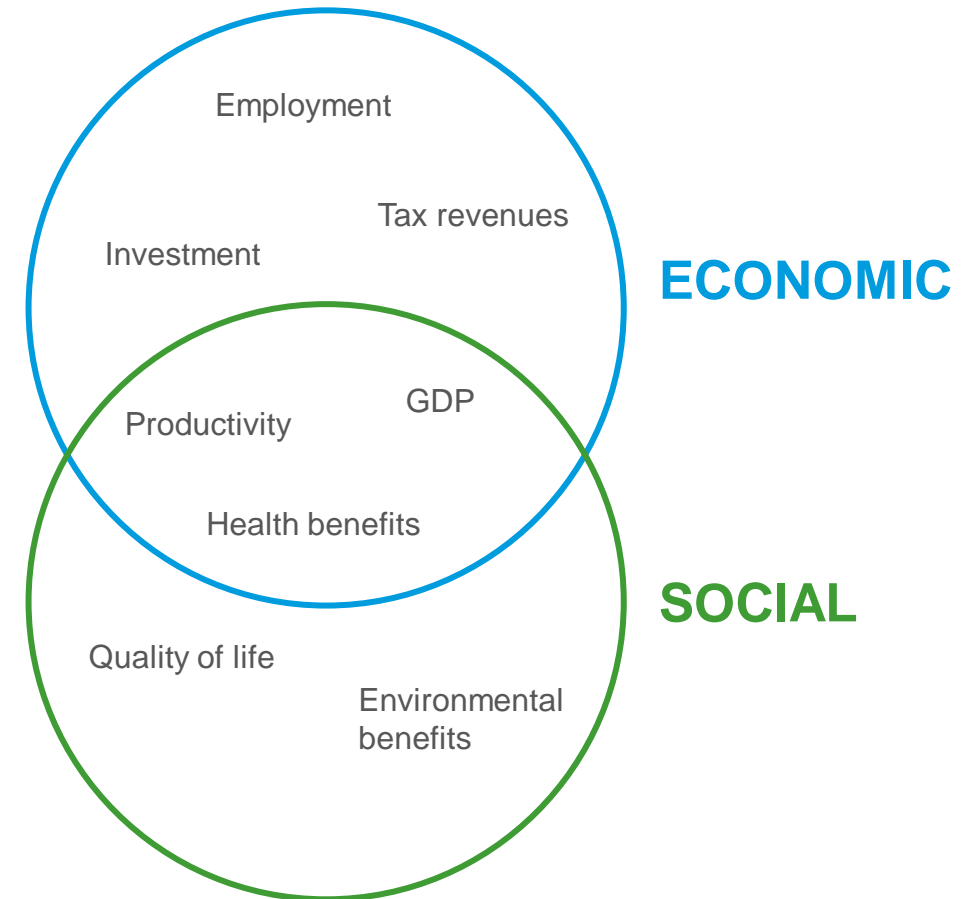 Employment
Tax revenues
Investment
ECONOMIC
GDP
Productivity
Health benefits
SOCIAL
Quality of life
Environmental
benefits